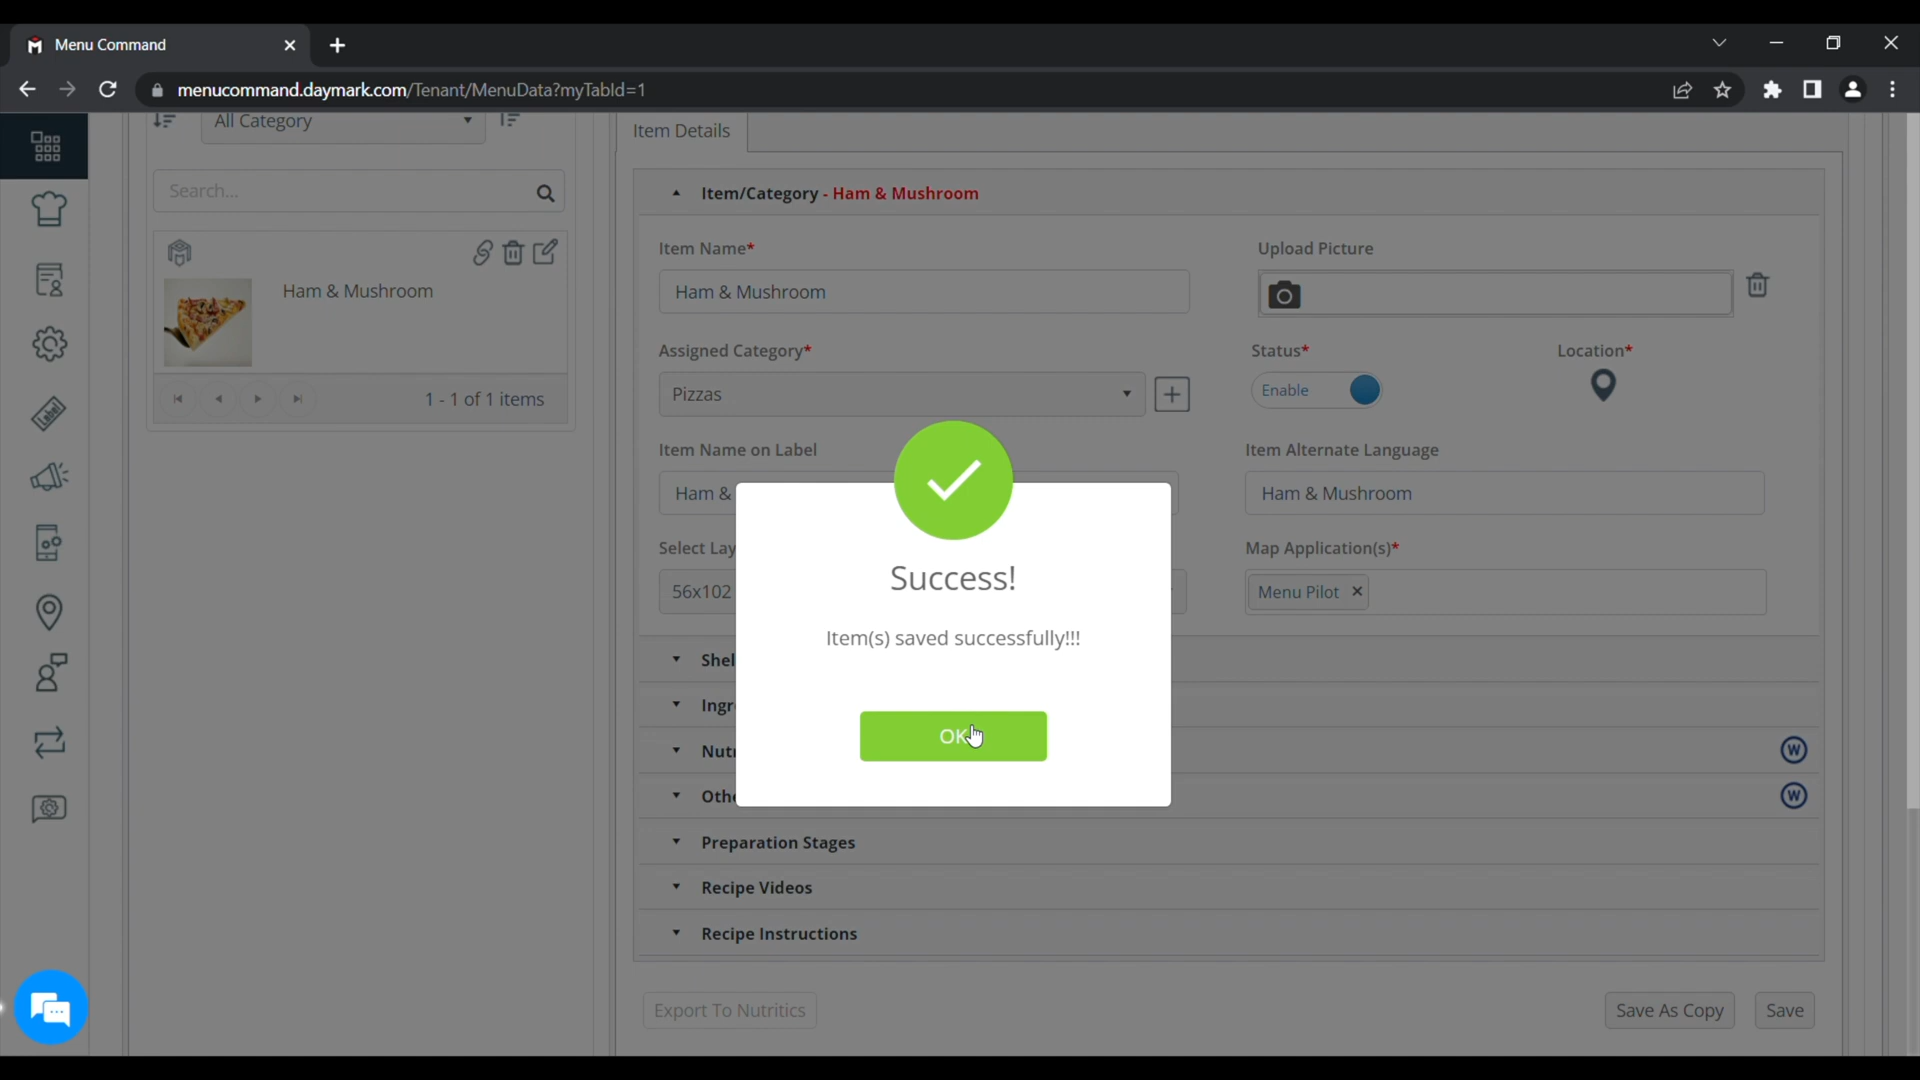 Menu Command
menucommand.daymark.com/Tenant/MenuData?myTabId=1
All Category
Search...
Ham & Mushroom
1 - 1 of 1 items
Label
Item Details
Item/Category - Ham & Mushroom
Item Name*
Upload Picture
Ham & Mushroom
Assigned Category*
Status*
Location*
Pizzas
Enable
Item Name on Label
Item Alternate Language
Ham &
Ham & Mushroom
Select Lay
Map Application(s)*
56x102
Menu Pilot
Success!
Item(s) saved successfully!!!
OK
Shel
Ingr
Nutr
W
Othe
W
Preparation Stages
Recipe Videos
Recipe Instructions
Export To Nutritics
Save As Copy
Save